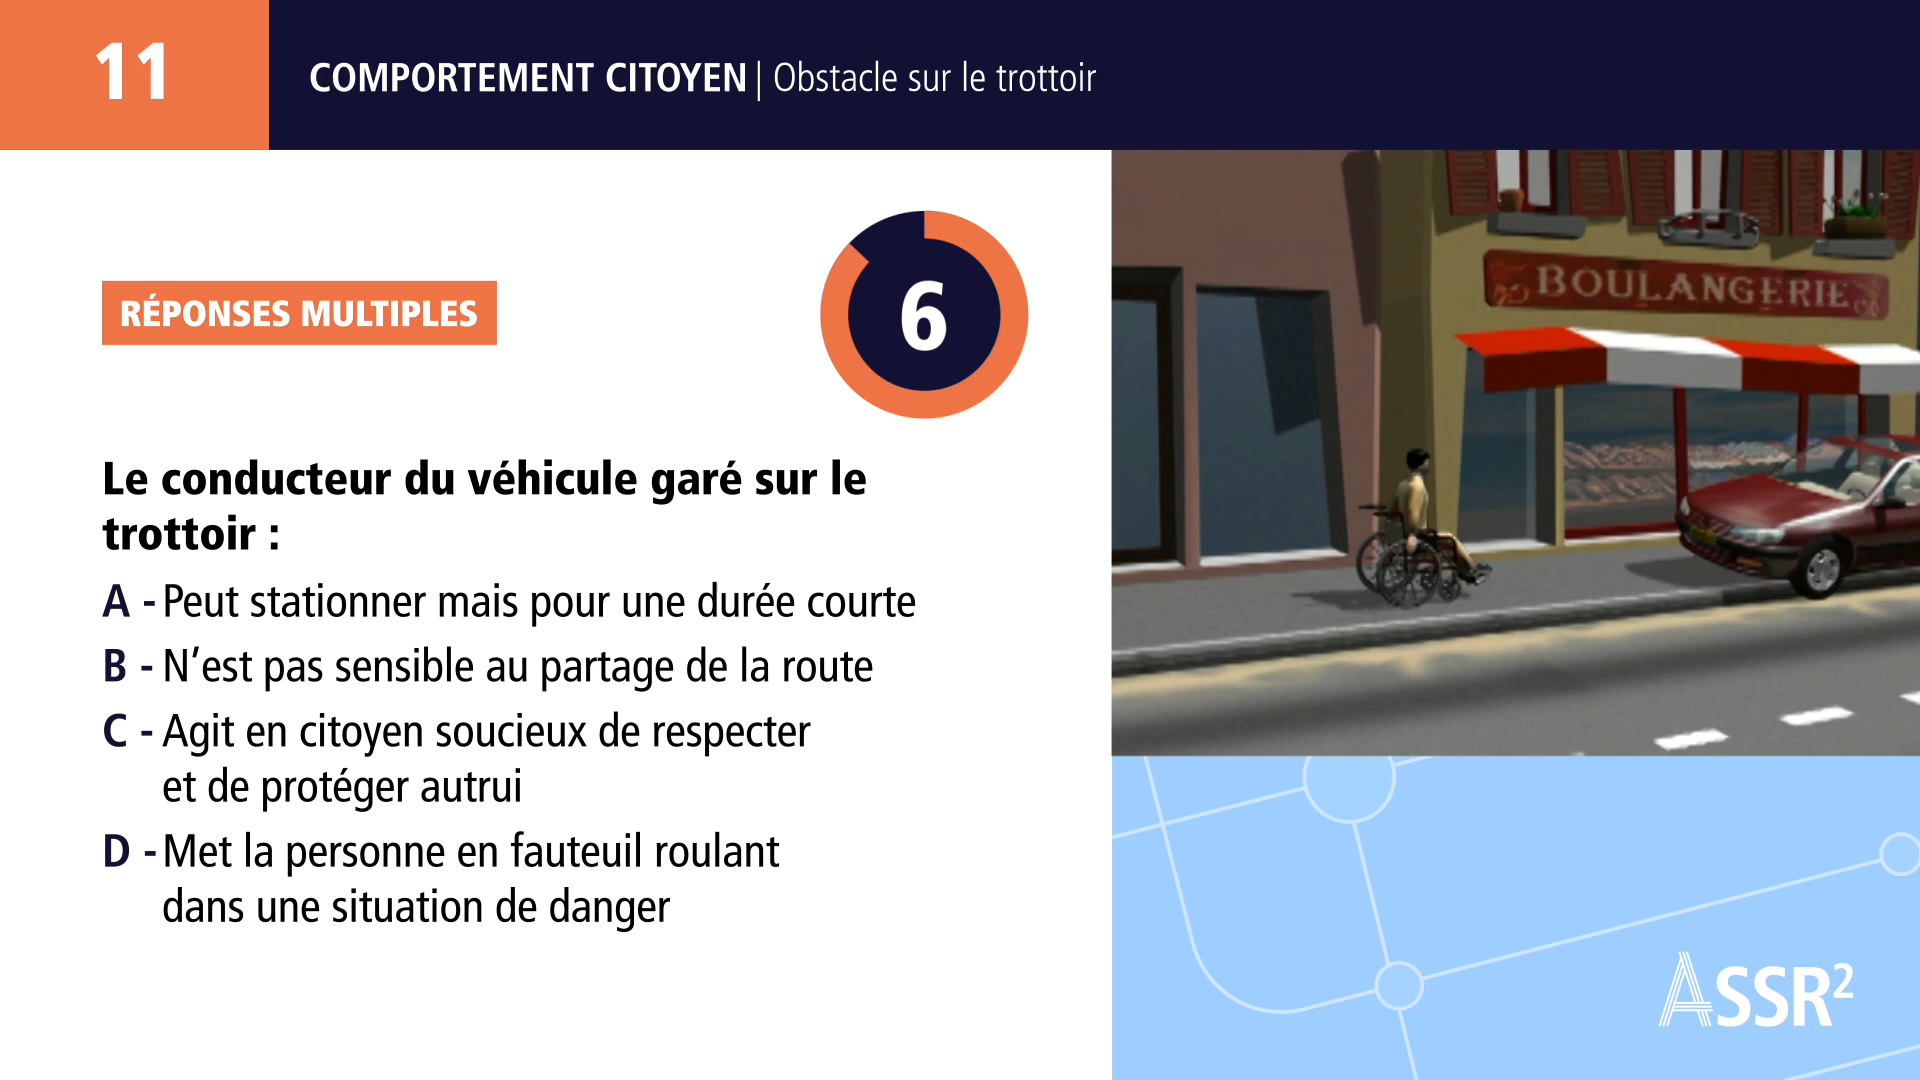 11
COMPORTEMENT CITOYEN | Obstacle sur le trottoir
RÉPONSES MULTIPLES
6
Le conducteur du véhicule garé sur le
trottoir :
A - Peut stationner mais pour une durée courte
B - N’est pas sensible au partage de la route
C - Agit en citoyen soucieux de respecter
et de protéger autrui
D - Met la personne en fauteuil roulant
dans une situation de danger
BOULANGERIE
ASSR²